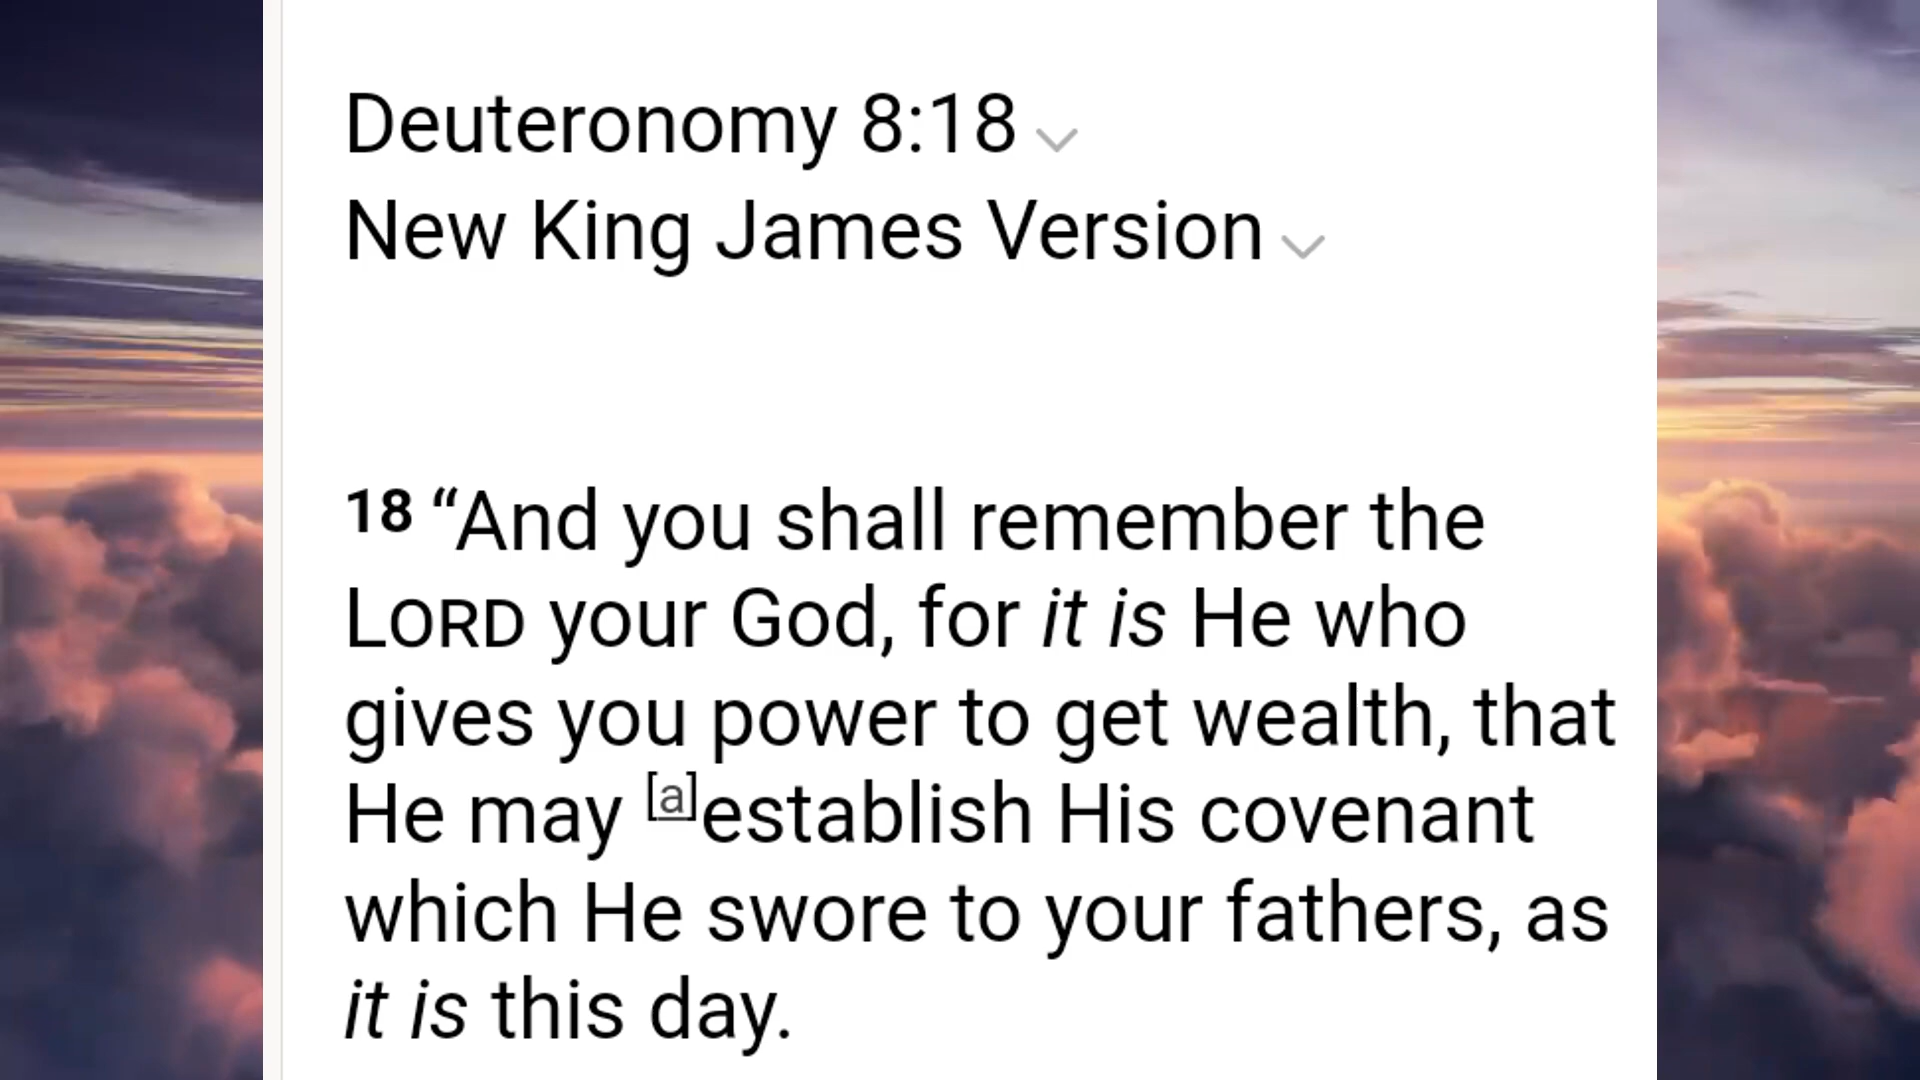 Deuteronomy 8:18
New King James Version
18 “And you shall remember the
LORD your God, for it is He who
gives you power to get wealth, that
He may [a]establish His covenant
which He swore to your fathers, as
it is this day.